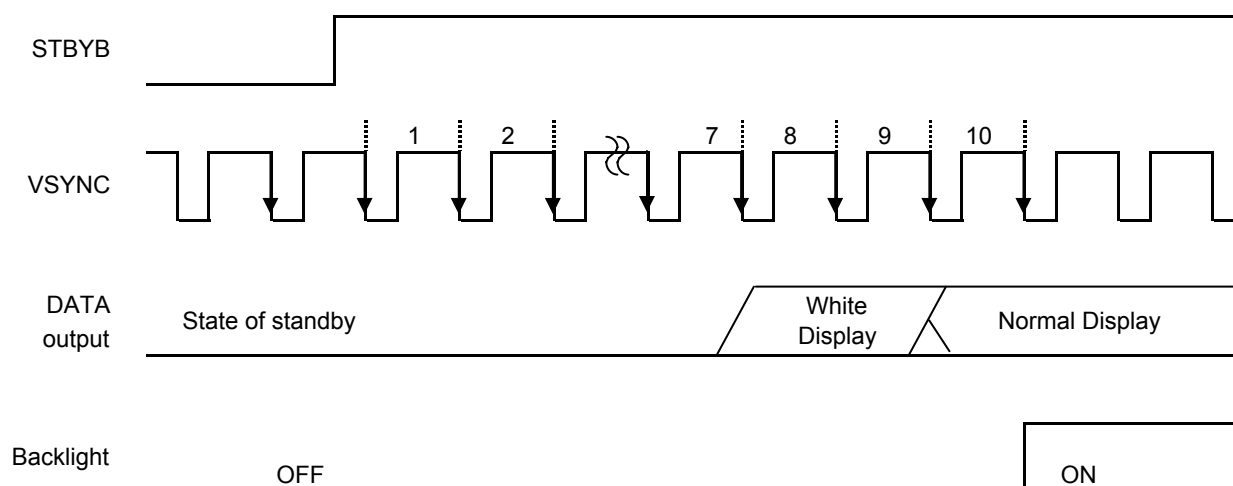 STBYB
1 2 7 8 9 10
VSYNC
DATA
output
State of standby
White
Display
Normal Display
Backlight
OFF
ON